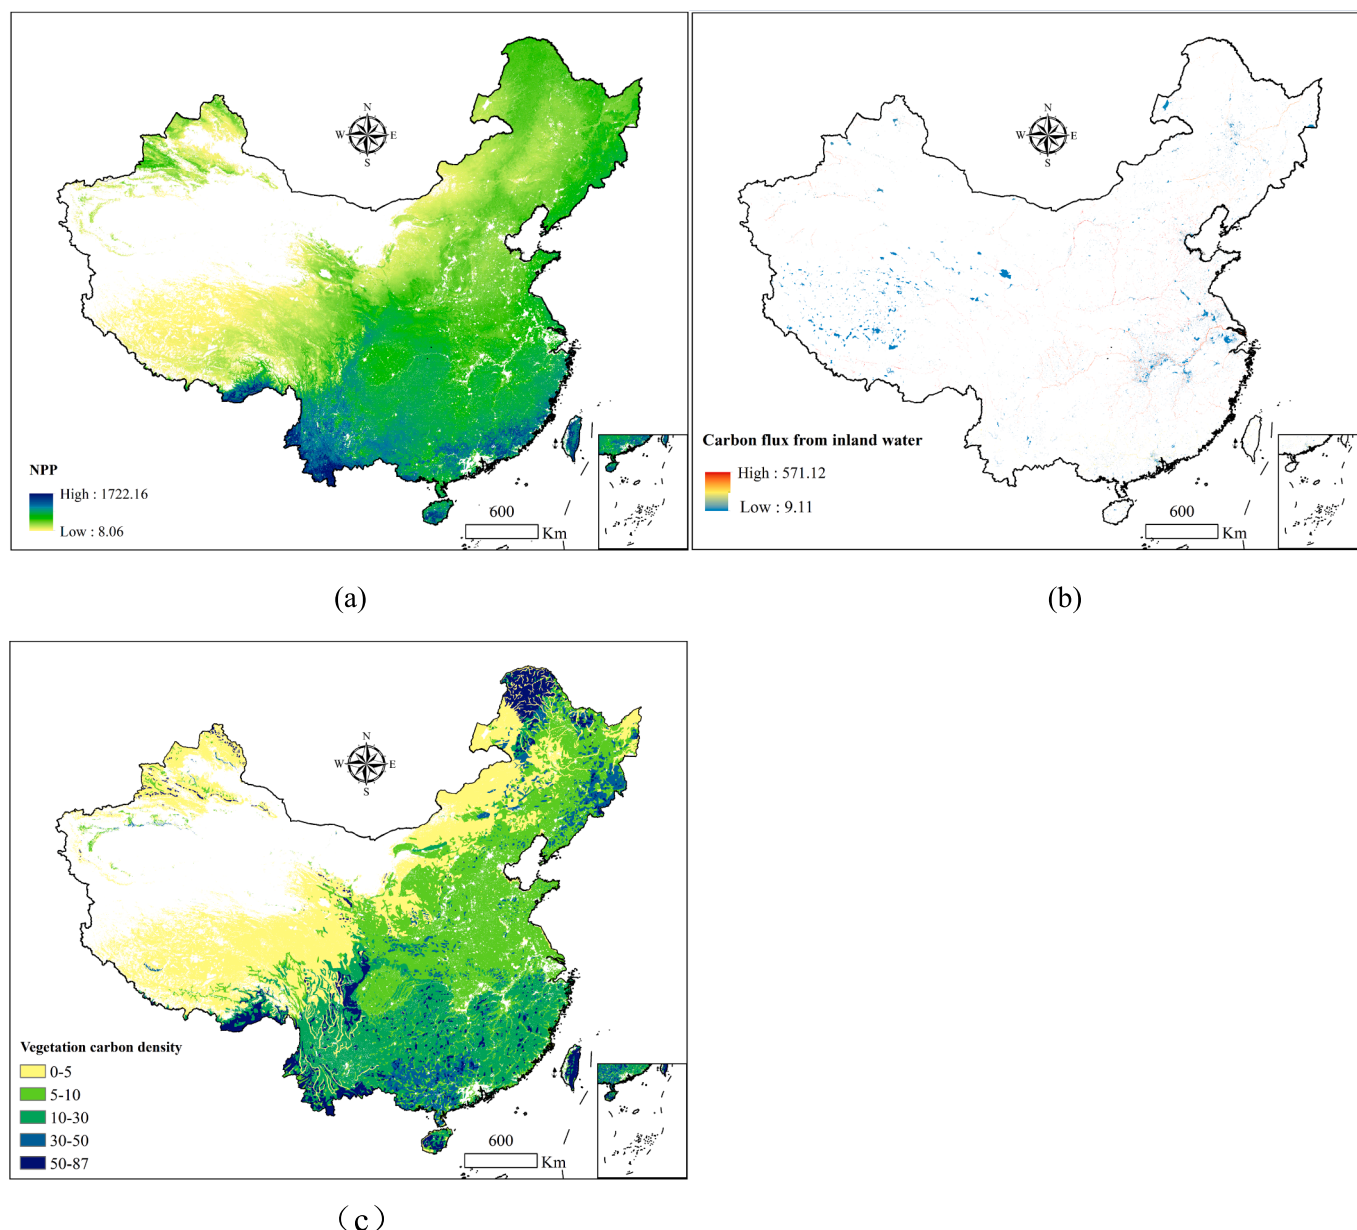 N
W E
S
NPP
High : 1722.16
Low : 8.06
600
Km
(a)
N
W E
S
Carbon flux from inland water
High : 571.12
Low : 9.11
600
Km
(b)
N
W E
S
Vegetation carbon density
0-5
5-10
10-30
30-50
50-87
600
Km
（c）